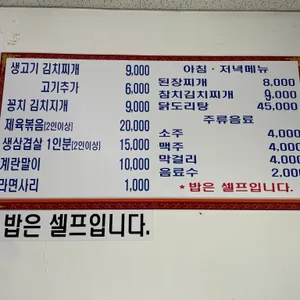 생고기 김치찌개 9,000
고기추가 6,000
꽁치 김치지개 9,000
제육볶음(2인이상) 20,000
생삼겹살 1인분(2인이상) 15,000
계란말이 10,000
라면사리 1,000
아침·저녁메뉴
된장찌개 8,000
참치김치찌개 9,000
닭도리탕 45,000
주류음료
소주 4,000
맥주 4,000
막걸리 4,000
음료수 2,000
* 밥은 셀프입니다.
밥은 셀프입니다.